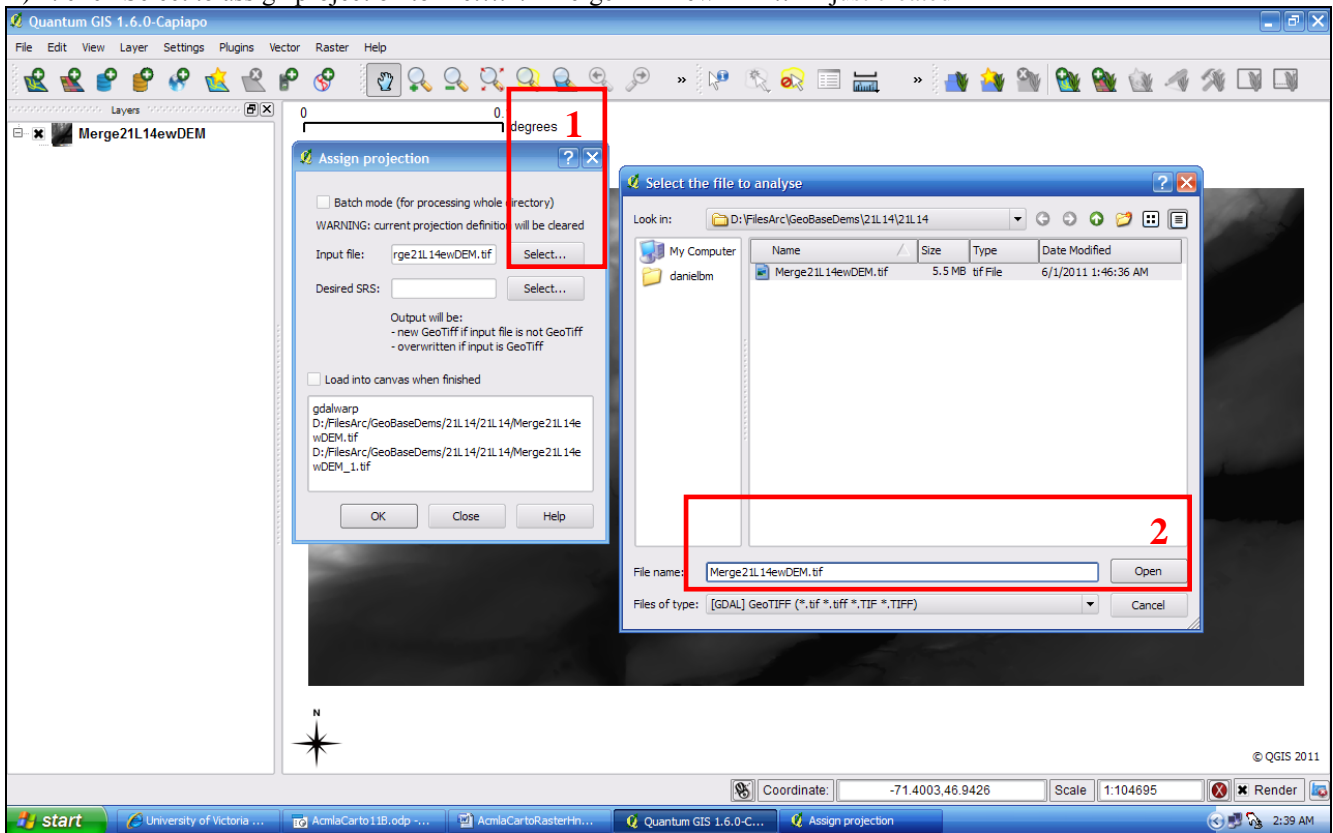 Quantum GIS 1.6.0-Capiapo
File Edit View Layer Settings Plugins Vector Raster Help
Layers
Merge21L14ewDEM
0 0.
degrees
1
Assign projection
Batch mode (for processing whole directory)
WARNING: current projection definition will be cleared
Input file: rge21L14ewDEM.tif Select...
Desired SRS: Select...
Output will be:
- new GeoTiff if input file is not GeoTiff
- overwritten if input is GeoTiff
Load into canvas when finished
gdalwarp
D:/FilesArc/GeoBaseDems/21L14/21L14/Merge21L14e
wDEM.tif
D:/FilesArc/GeoBaseDems/21L14/21L14/Merge21L14e
wDEM_1.tif
OK Close Help
Select the file to analyse
Look in: D:\FilesArc\GeoBaseDems\21L14\21L14
My Computer
danielbm
Name Size Type Date Modified
Merge21L14ewDEM.tif 5.5 MB tif File 6/1/2011 1:46:36 AM
2
File name: Merge21L14ewDEM.tif Open
Files of type: [GDAL] GeoTIFF (*.tif *.tiff *.TIF *.TIFF) Cancel
N
© QGIS 2011
Coordinate: -71.4003,46.9426 Scale 1:104695 Render
start University of Victoria ... AcmlaCarto11B.odp -... AcmlaCartoRasterHn... Quantum GIS 1.6.0-C... Assign projection 2:39 AM